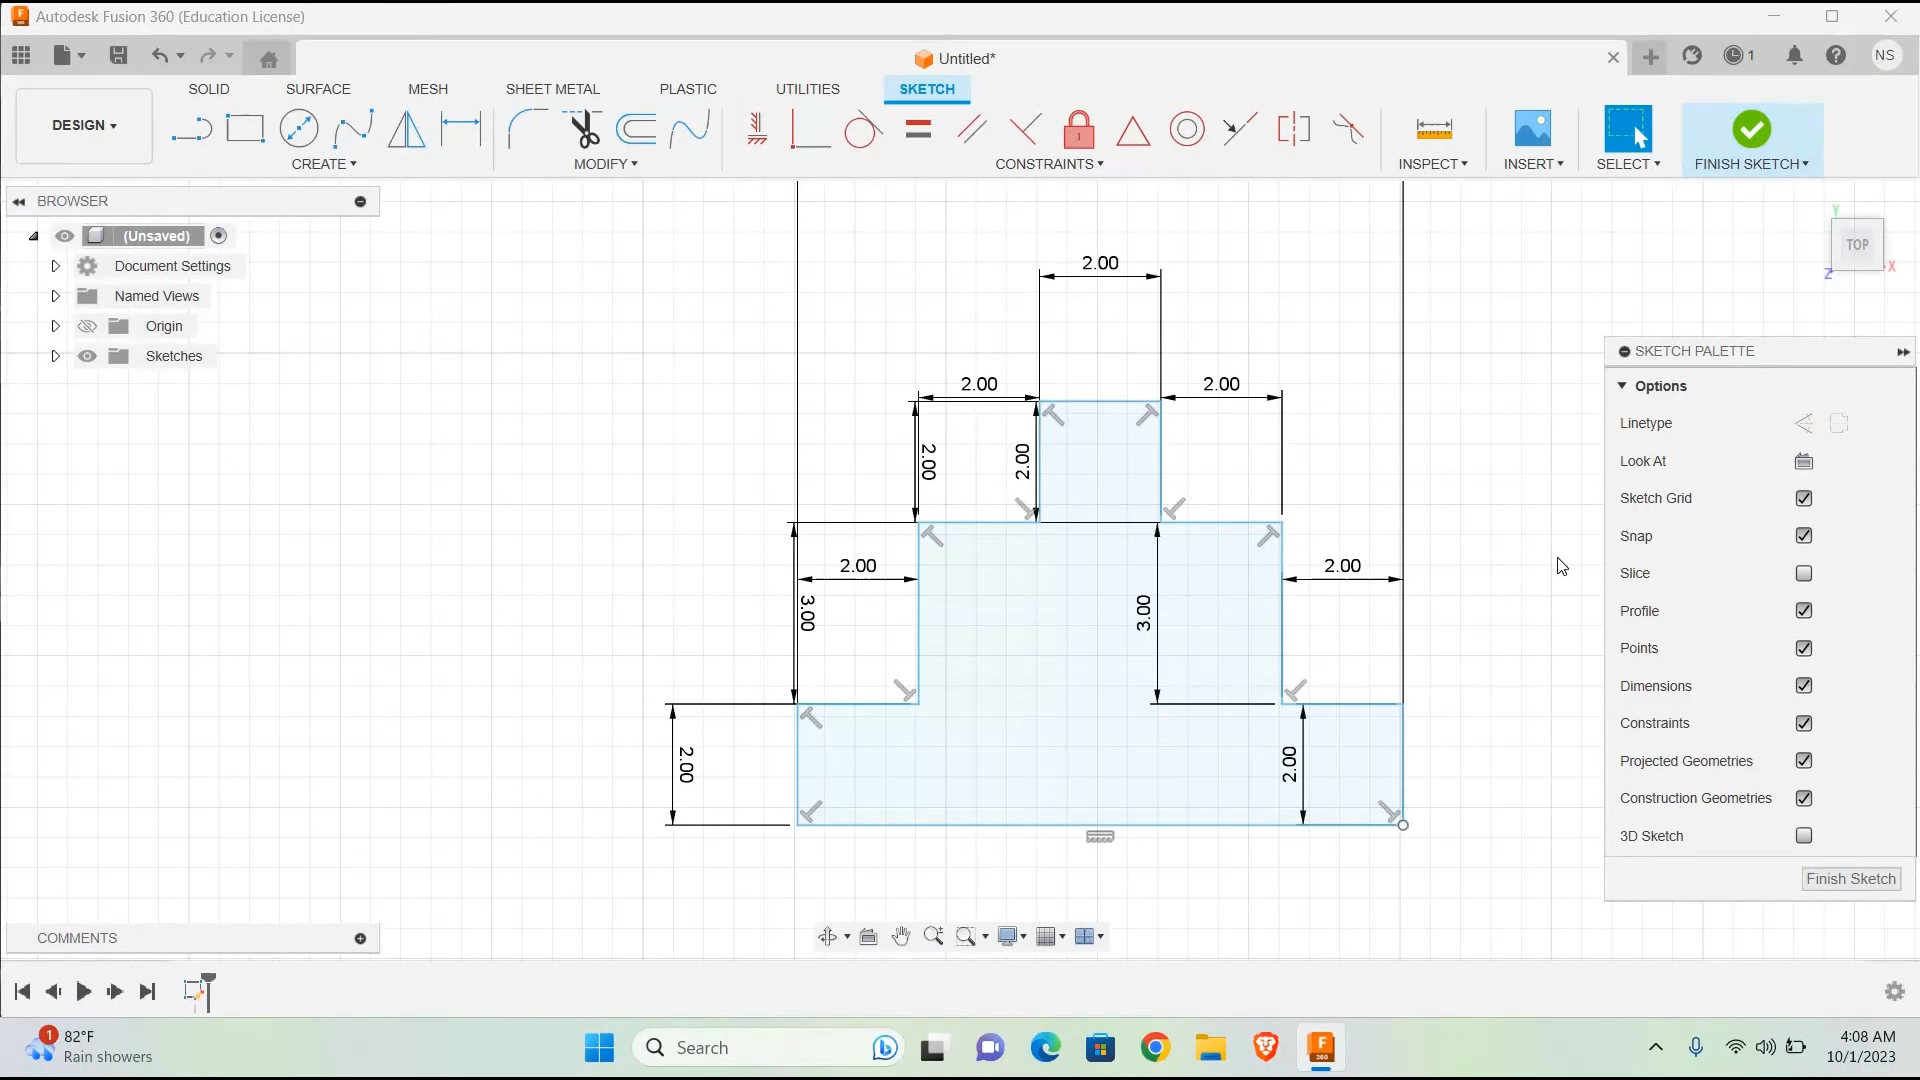 Autodesk Fusion 360 (Education License)
Untitled*
1
NS
SOLID
SURFACE
MESH
SHEET METAL
PLASTIC
UTILITIES
SKETCH
DESIGN
CREATE
MODIFY
CONSTRAINTS
INSPECT
INSERT
SELECT
FINISH SKETCH
BROWSER
(Unsaved)
Document Settings
Named Views
Origin
Sketches
Y
TOP
X
Z
2.00
2.00
2.00
2.00
2.00
2.00
2.00
3.00
3.00
2.00
2.00
SKETCH PALETTE
Options
Linetype
Look At
Sketch Grid
Snap
Slice
Profile
Points
Dimensions
Constraints
Projected Geometries
Construction Geometries
3D Sketch
Finish Sketch
COMMENTS
1
82°F
Rain showers
Search
F
360
4:08 AM
10/1/2023